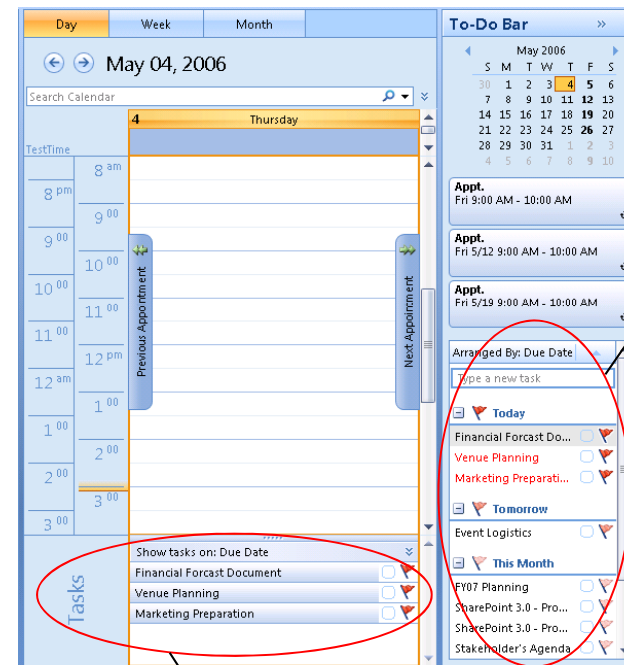 Day Week Month
May 04, 2006
Search Calendar
4 Thursday
TestTime
8 am
8 pm
9 00
9 00
10 00
10 00
11 00
11 00
12 pm
12 am
1 00
1 00
2 00
2 00
3 00
3 00
Previous Appointment
Next Appointment
Tasks
Show tasks on: Due Date
Financial Forcast Document
Venue Planning
Marketing Preparation
To-Do Bar »
May 2006
S M T W T F S
30 1 2 3 4 5 6
7 8 9 10 11 12 13
14 15 16 17 18 19 20
21 22 23 24 25 26 27
28 29 30 31 1 2 3
4 5 6 7 8 9 10
Appt.
Fri 9:00 AM - 10:00 AM
Appt.
Fri 5/12 9:00 AM - 10:00 AM
Appt.
Fri 5/19 9:00 AM - 10:00 AM
Arranged By: Due Date
Type a new task
Today
Financial Forcast Do...
Venue Planning
Marketing Preparati...
Tomorrow
Event Logistics
This Month
FY07 Planning
SharePoint 3.0 - Pro...
SharePoint 3.0 - Pro...
Stakeholder's Agenda